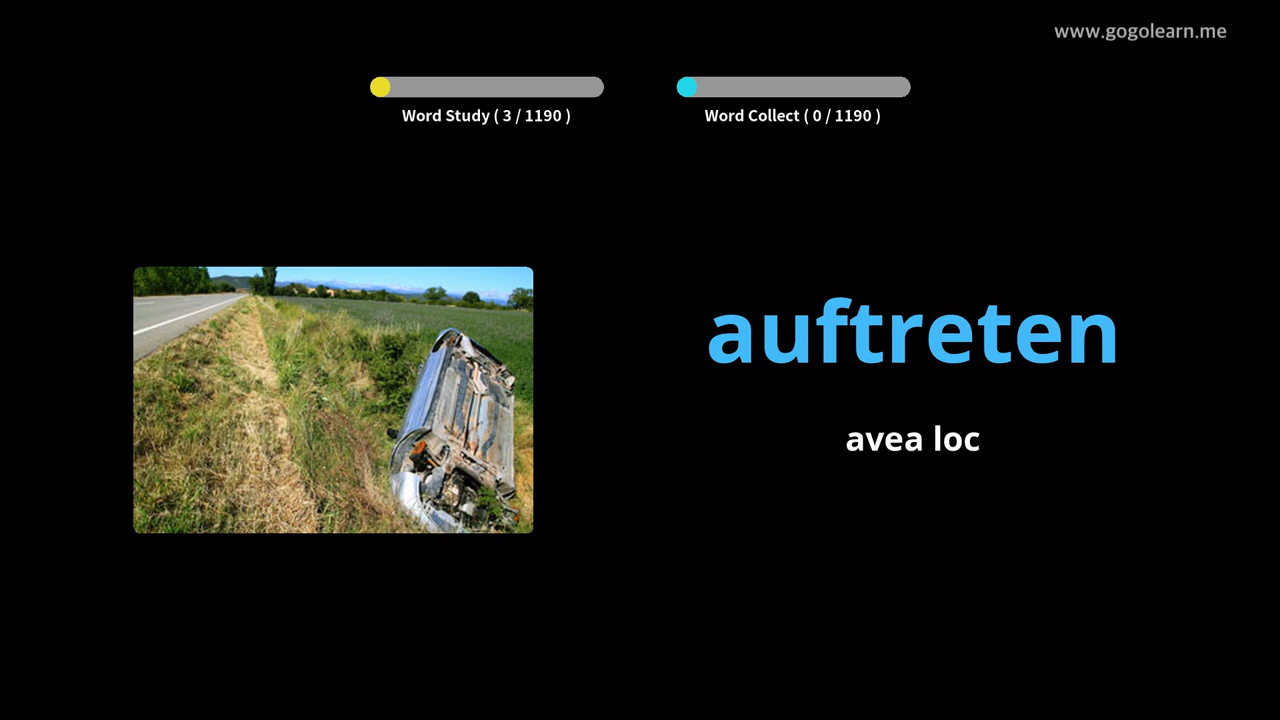 www.gogolearn.me
Word Study ( 3 / 1190 )
Word Collect ( 0 / 1190 )
auftreten
avea loc